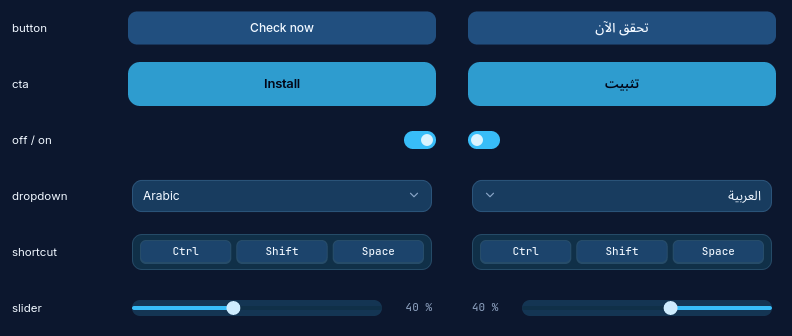 button Check now تحقق الآن
cta Install تثبيت
off / on
dropdown Arabic العربية
shortcut Ctrl Shift Space Ctrl Shift Space
slider 40 % 40 %